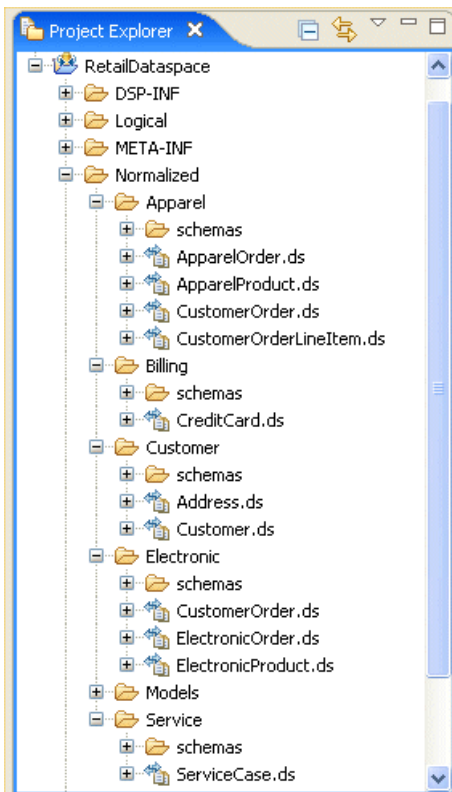 Project Explorer
RetailDataspace
DSP-INF
Logical
META-INF
Normalized
Apparel
schemas
ApparelOrder.ds
ApparelProduct.ds
CustomerOrder.ds
CustomerOrderLineItem.ds
Billing
schemas
CreditCard.ds
Customer
schemas
Address.ds
Customer.ds
Electronic
schemas
CustomerOrder.ds
ElectronicOrder.ds
ElectronicProduct.ds
Models
Service
schemas
ServiceCase.ds